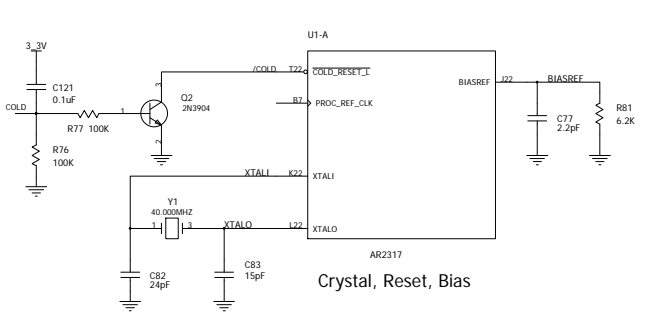 U1-A
3_3V
/COLD T22 COLD_RESET_L
C121
0.1uF
BIASREF J22 BIASREF
COLD
R77 100K
1
3
2
Q2
2N3904
B7 PROC_REF_CLK
R81
6.2K
C77
2.2pF
R76
100K
XTALI K22 XTALI
Y1
40.000MHZ
1 3
XTALO L22 XTALO
AR2317
C82
24pF
C83
15pF
Crystal, Reset, Bias